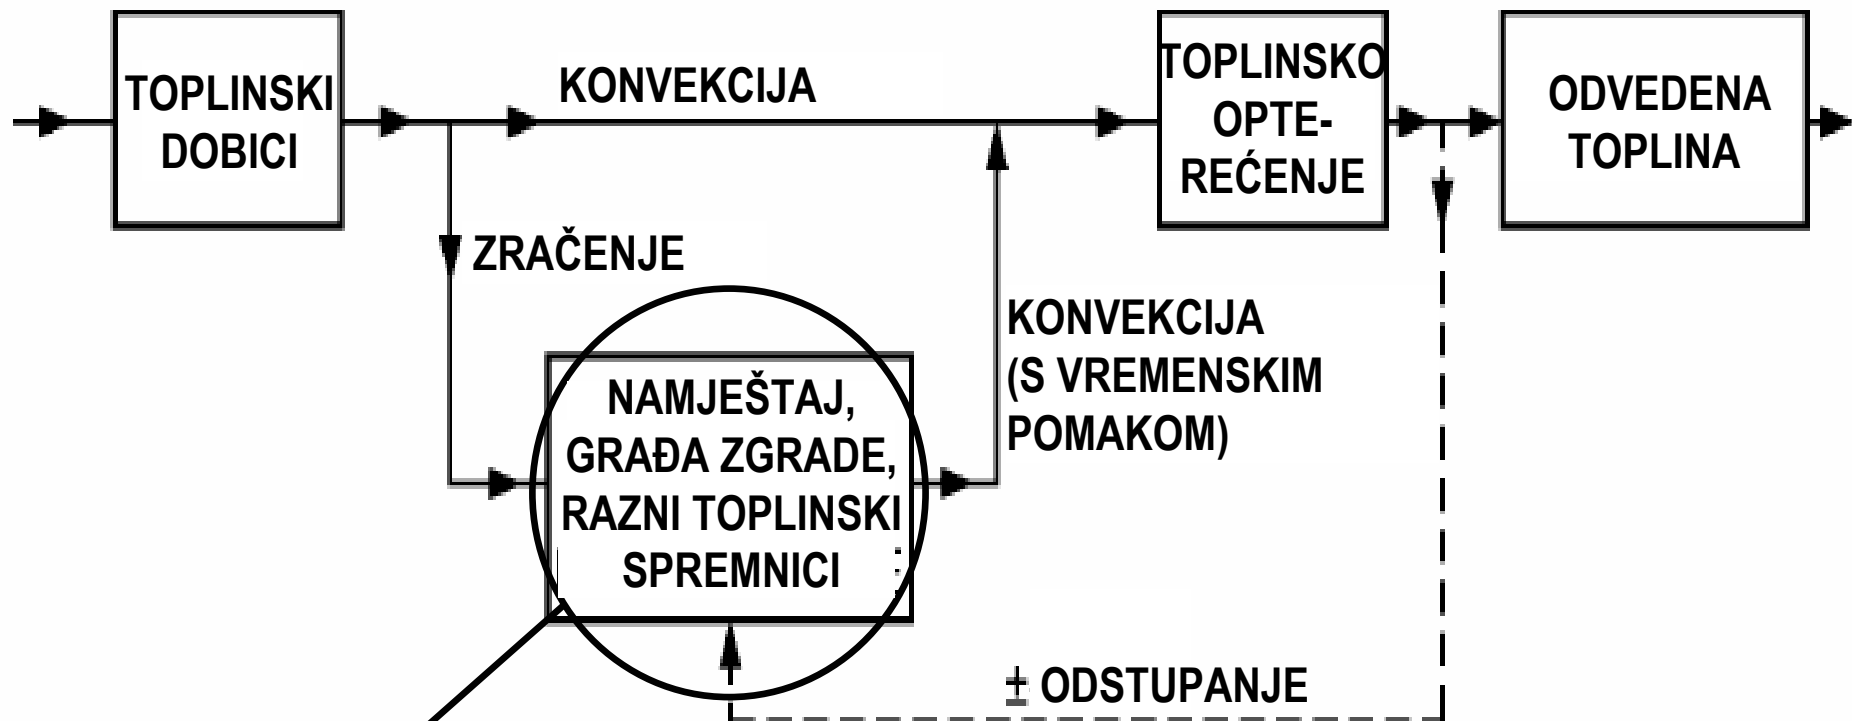 TOPLINSKI
DOBICI
KONVEKCIJA
TOPLINSKO
OPTE-
REĆENJE
ODVEDENA
TOPLINA
ZRAČENJE
KONVEKCIJA
(S VREMENSKIM
POMAKOM)
NAMJEŠTAJ,
GRAĐA ZGRADE,
RAZNI TOPLINSKI
SPREMNICI
± ODSTUPANJE